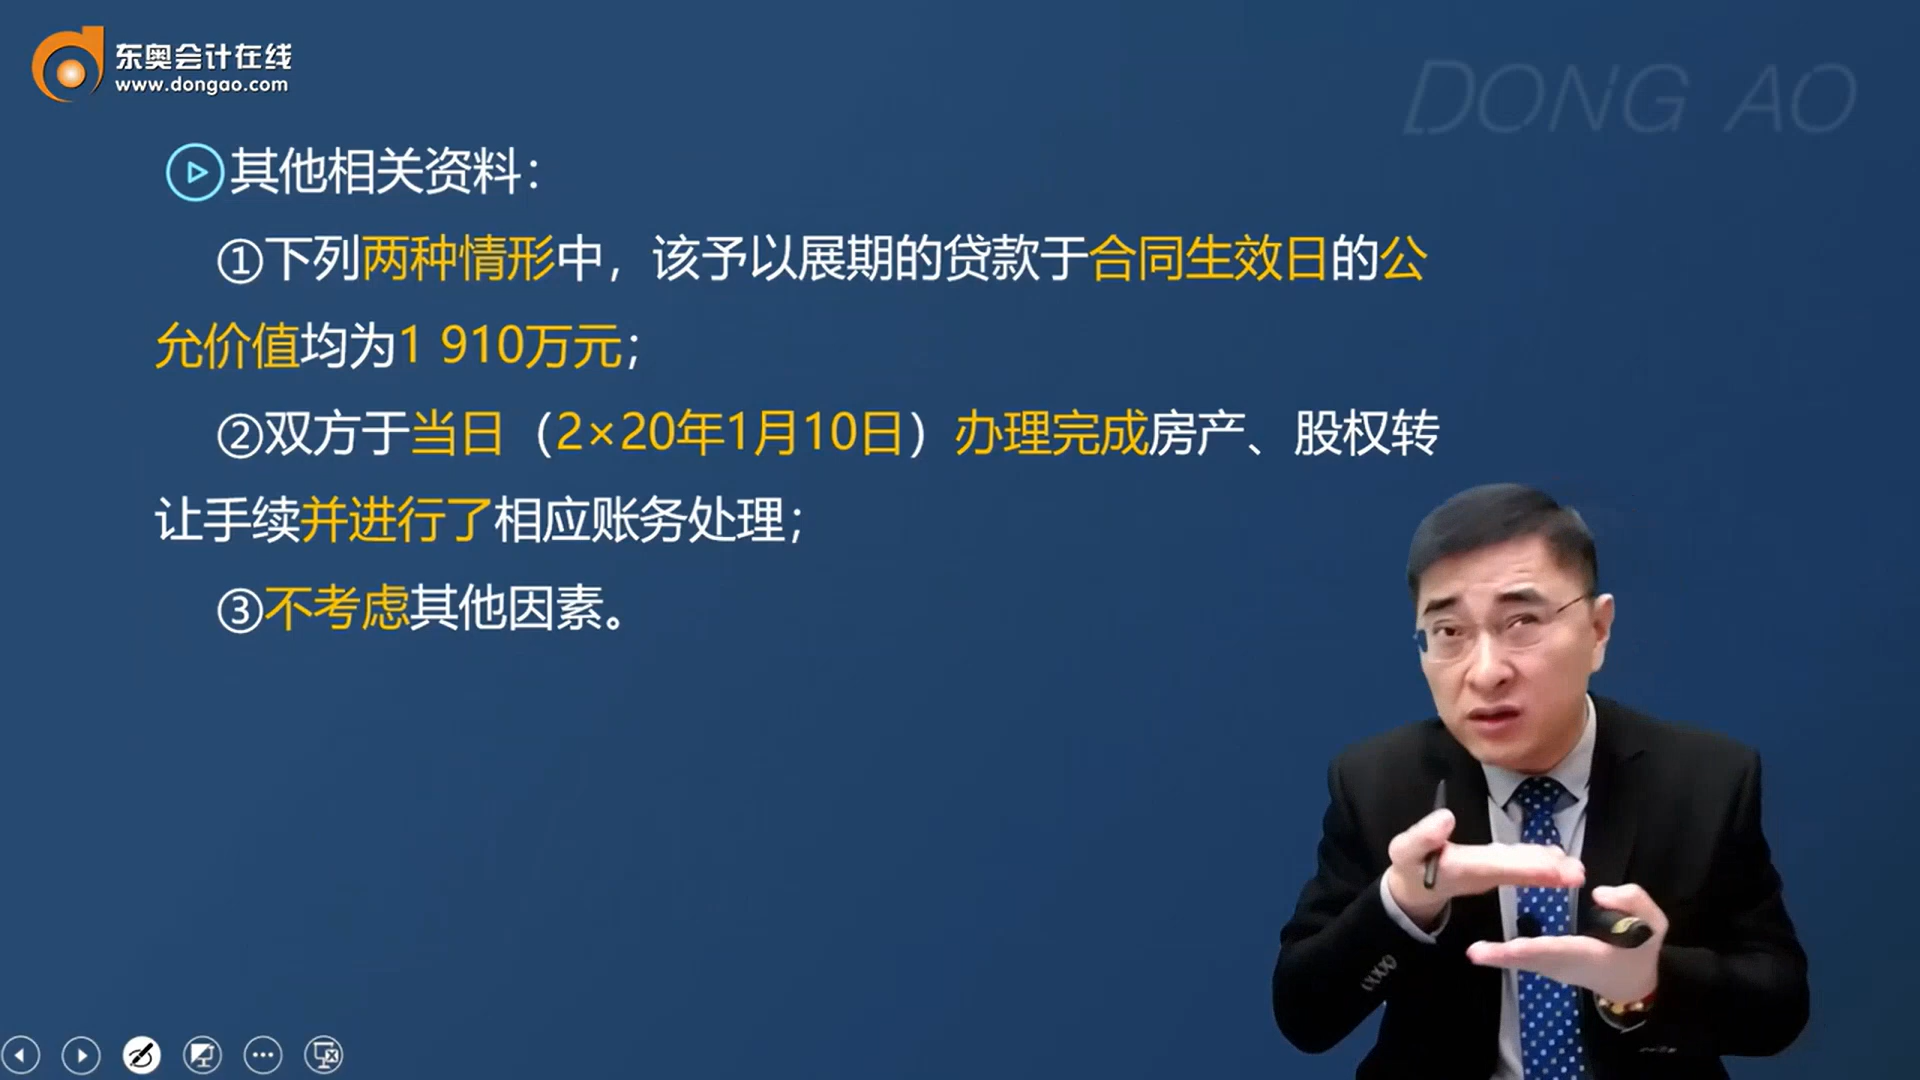 东奥会计在线
www.dongao.com
DONG AO
其他相关资料：
①下列两种情形中，该予以展期的贷款于合同生效日的公
允价值均为1 910万元；
②双方于当日（2×20年1月10日）办理完成房产、股权转
让手续并进行了相应账务处理；
③不考虑其他因素。